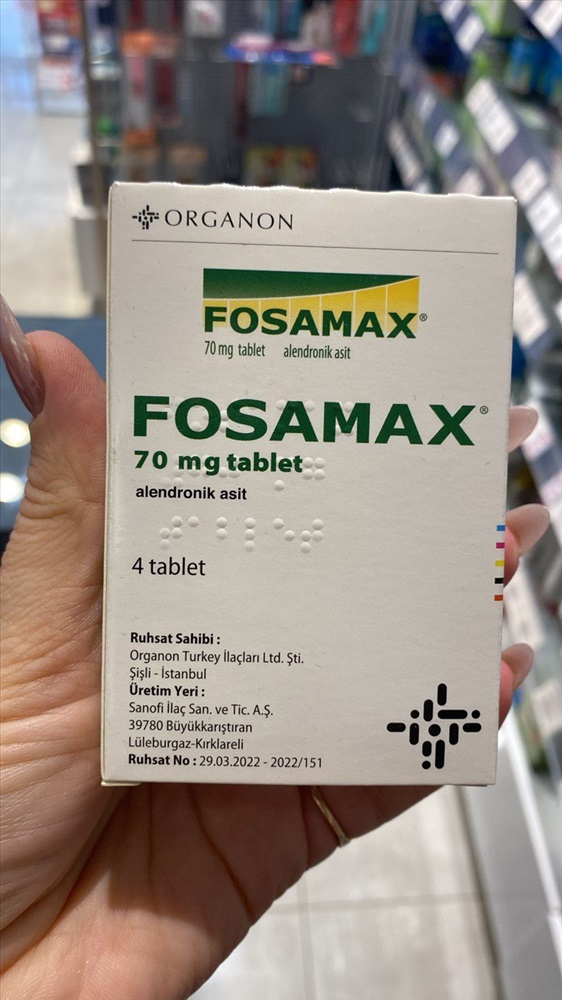 ORGANON
FOSAMAX®
70 mg tablet alendronik asit
FOSAMAX®
70 mg tablet
alendronik asit
4 tablet
Ruhsat Sahibi :
Organon Turkey İlaçları Ltd. Şti.
Şişli - İstanbul
Üretim Yeri :
Sanofi İlaç San. ve Tic. A.Ş.
39780 Büyükkarıştıran
Lüleburgaz-Kırklareli
Ruhsat No : 29.03.2022 - 2022/151